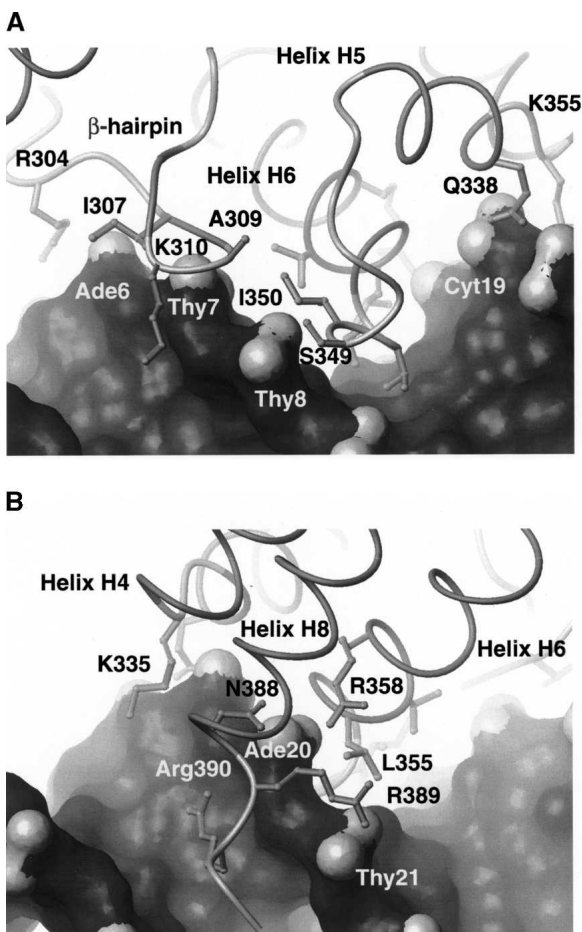 A
Helix H5
K355
β-hairpin
R304
Helix H6
Q338
I307
A309
K310
Ade6
Thy7
I350
Cyt19
S349
Thy8
B
Helix H4
Helix H8
K335
Helix H6
N388
R358
Ade20
Arg390
L355
R389
Thy21